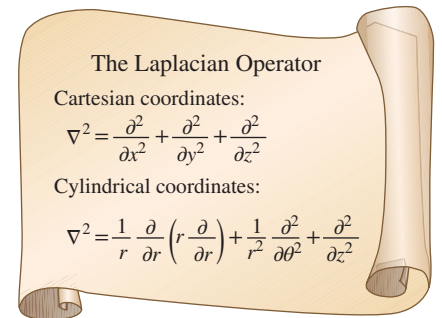 The Laplacian Operator
Cartesian coordinates:
∇² = ∂²/∂x² + ∂²/∂y² + ∂²/∂z²
Cylindrical coordinates:
∇² = 1/r ∂/∂r (r ∂/∂r) + 1/r² ∂²/∂θ² + ∂²/∂z²